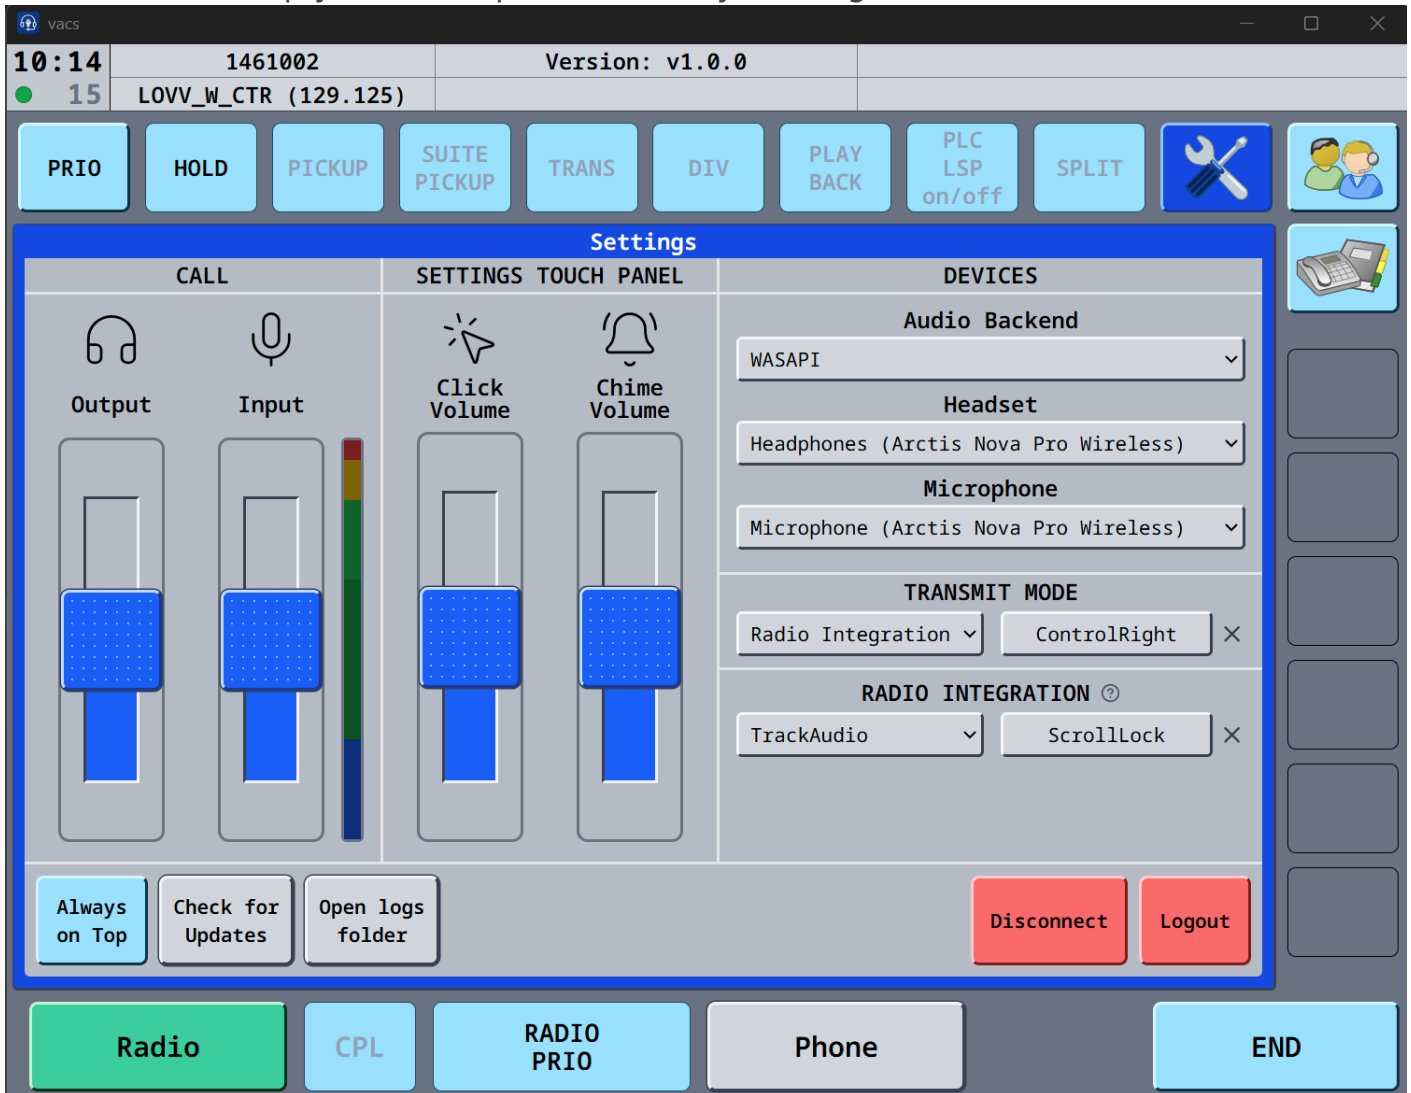 vacs
10:14
1461002
Version: v1.0.0
15
LOVV_W_CTR (129.125)
PRIO
HOLD
PICKUP
SUITE
PICKUP
TRANS
DIV
PLAY
BACK
PLC
LSP
on/off
SPLIT
Settings
CALL
SETTINGS TOUCH PANEL
DEVICES
Output
Input
Click
Volume
Chime
Volume
Audio Backend
WASAPI
Headset
Headphones (Arctis Nova Pro Wireless)
Microphone
Microphone (Arctis Nova Pro Wireless)
TRANSMIT MODE
Radio Integration
ControlRight
RADIO INTEGRATION
TrackAudio
ScrollLock
Always
on Top
Check for
Updates
Open logs
folder
Disconnect
Logout
Radio
CPL
RADIO
PRIO
Phone
END